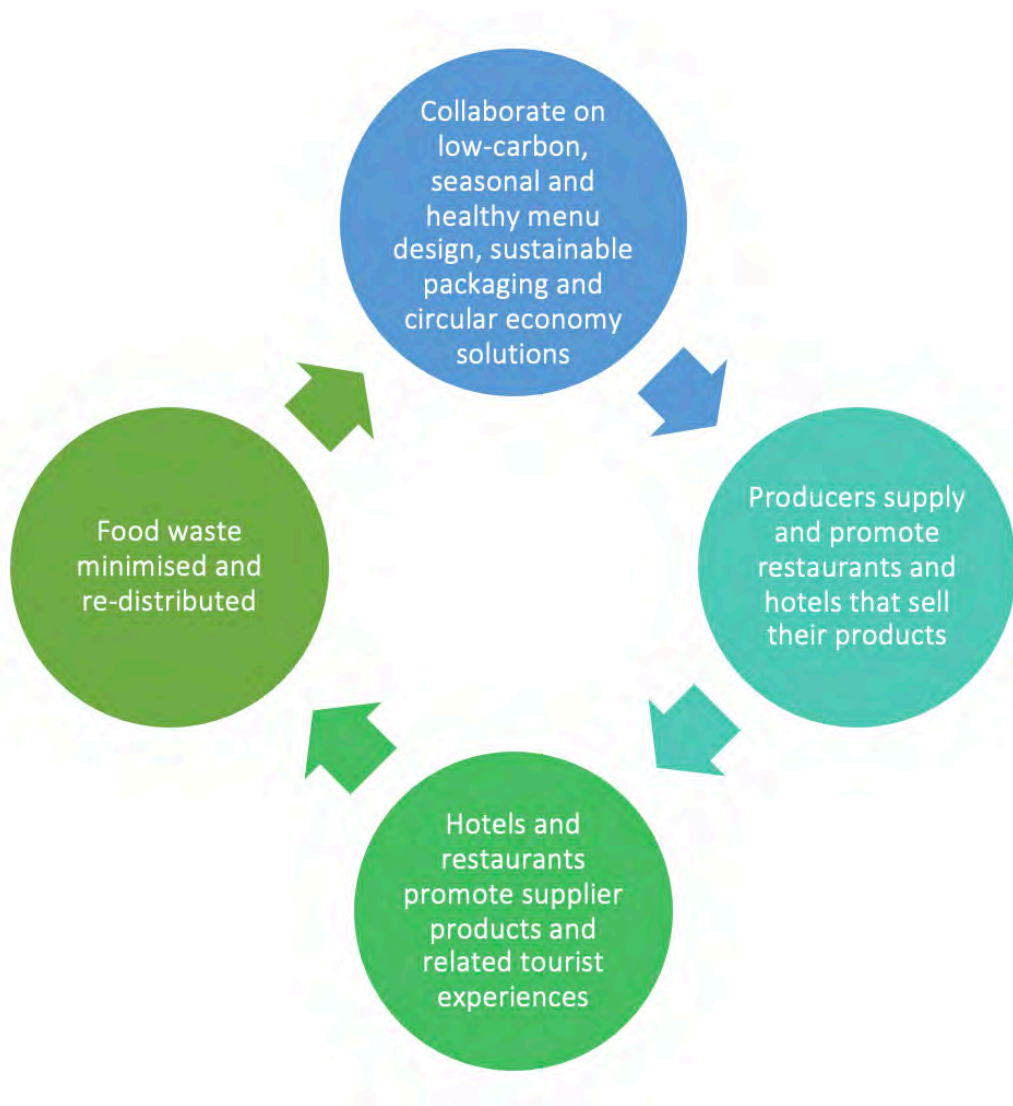 Collaborate on
low-carbon,
seasonal and
healthy menu
design, sustainable
packaging and
circular economy
solutions
Producers supply
and promote
restaurants and
hotels that sell
their products
Hotels and
restaurants
promote supplier
products and
related tourist
experiences
Food waste
minimised and
re-distributed